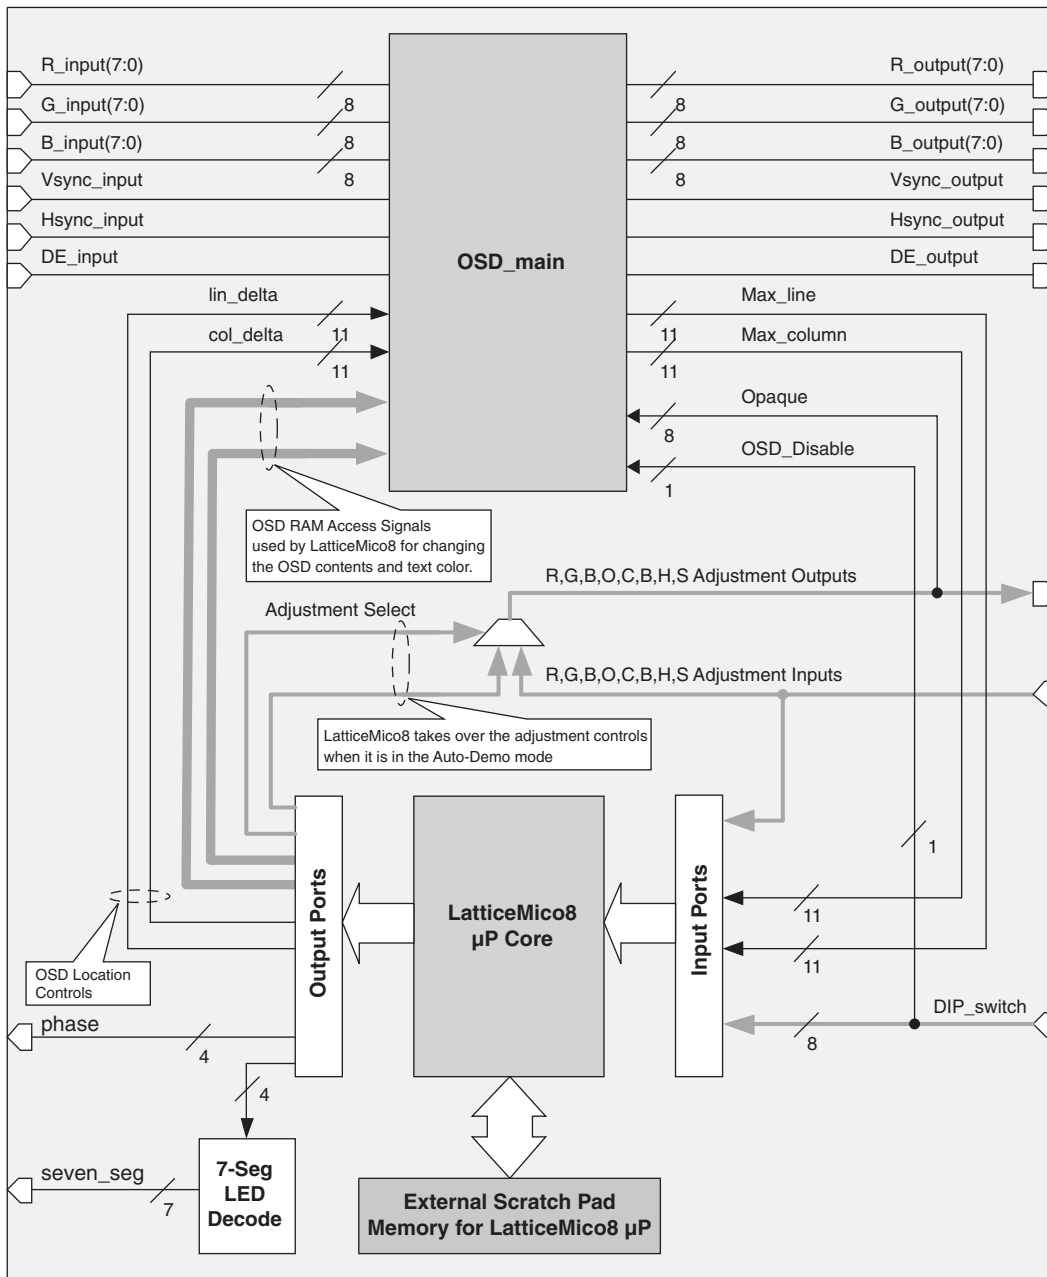 R_input(7:0)
8
G_input(7:0)
8
B_input(7:0)
8
Vsync_input
Hsync_input
DE_input
lin_delta
11
col_delta
11
OSD_main
R_output(7:0)
8
G_output(7:0)
8
B_output(7:0)
8
Vsync_output
Hsync_output
DE_output
Max_line
11
Max_column
11
Opaque
8
OSD_Disable
1
OSD RAM Access Signals
used by LatticeMico8 for changing
the OSD contents and text color.
R,G,B,O,C,B,H,S Adjustment Outputs
Adjustment Select
R,G,B,O,C,B,H,S Adjustment Inputs
LatticeMico8 takes over the adjustment controls
when it is in the Auto-Demo mode
1
Output Ports
LatticeMico8
µP Core
Input Ports
11
11
OSD Location
Controls
DIP_switch
8
phase
4
4
seven_seg
7
7-Seg
LED
Decode
External Scratch Pad
Memory for LatticeMico8 µP